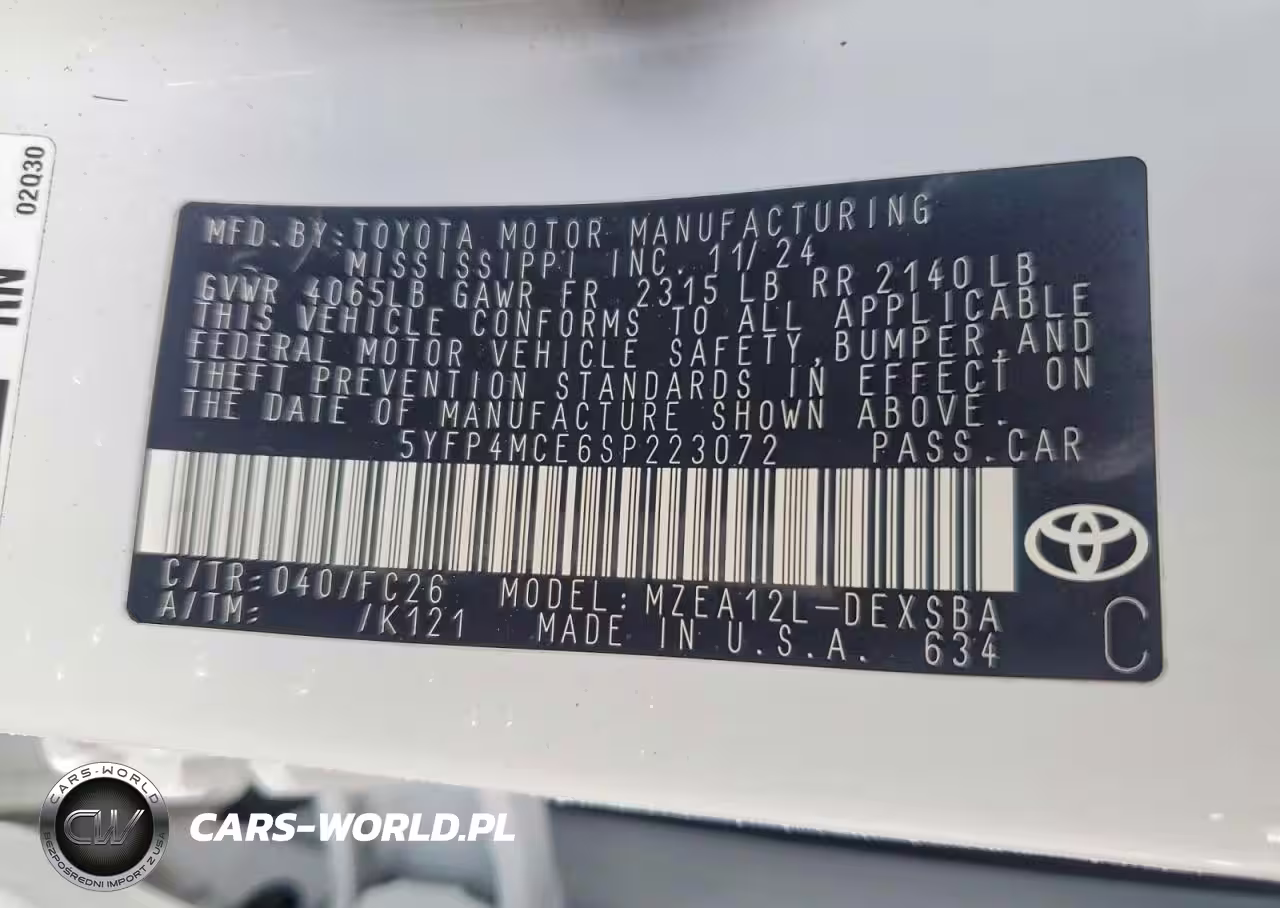 02Q30
RN
MFD.BY:TOYOTA MOTOR MANUFACTURING
MISSISSIPPI INC. 11/24
GVWR 4065LB GAWR FR 2315 LB RR 2140 LB
THIS VEHICLE CONFORMS TO ALL APPLICABLE
FEDERAL MOTOR VEHICLE SAFETY,BUMPER,AND
THEFT PREVENTION STANDARDS IN EFFECT ON
THE DATE OF MANUFACTURE SHOWN ABOVE.
5YFP4MCE6SP223072 PASS.CAR
C/TR:040/FC26 MODEL:MZEA12L-DEXSBA
A/TM: /K121 MADE IN U.S.A. 634
C
CARS-WORLD
CW
BEZPOŚREDNI IMPORT Z USA
CARS-WORLD.PL